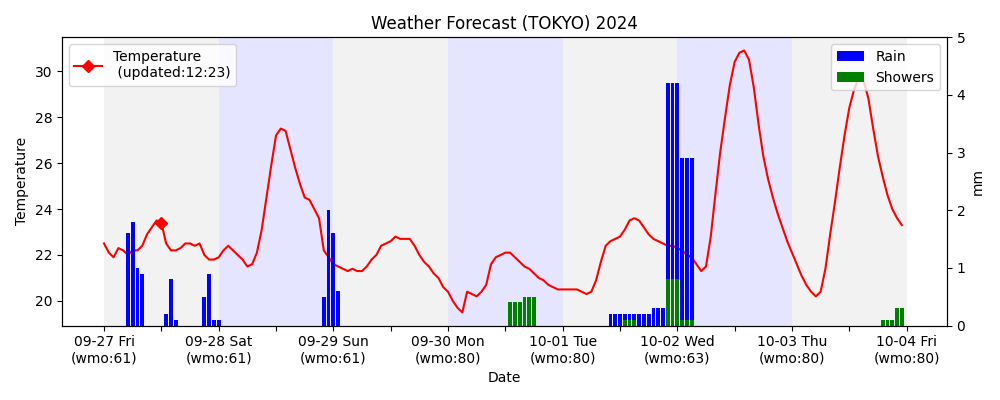 Weather Forecast (TOKYO) 2024
Temperature
(updated:12:23)
Rain
Showers
Temperature
30
28
26
24
22
20
5
4
3
2
1
0
mm
09-27 Fri
(wmo:61)
09-28 Sat
(wmo:61)
09-29 Sun
(wmo:61)
09-30 Mon
(wmo:80)
10-01 Tue
(wmo:80)
10-02 Wed
(wmo:63)
10-03 Thu
(wmo:80)
10-04 Fri
(wmo:80)
Date